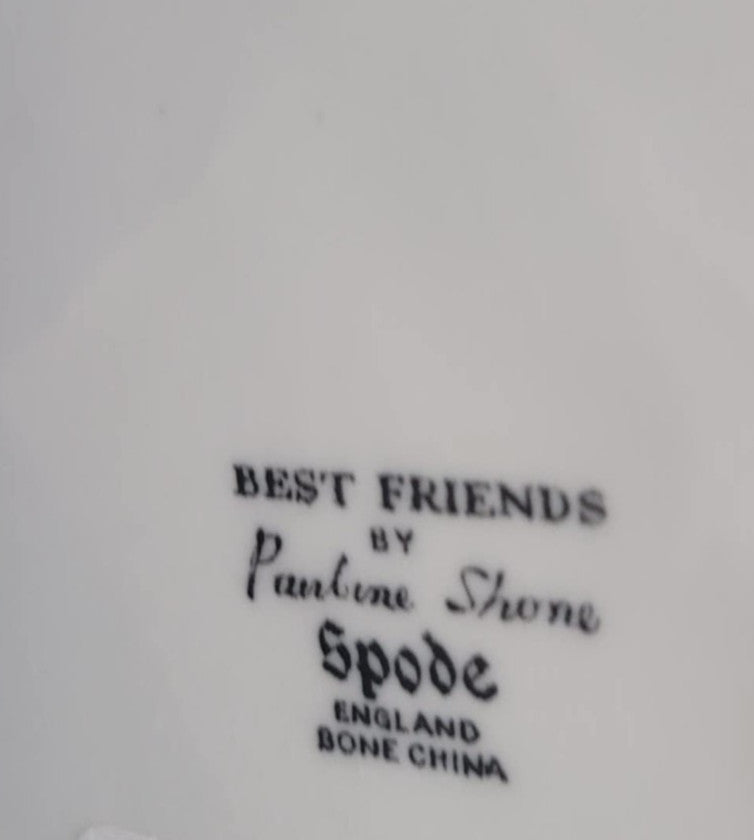 BEST FRIENDS
BY
Pauline Shone
Spode
ENGLAND
BONE CHINA